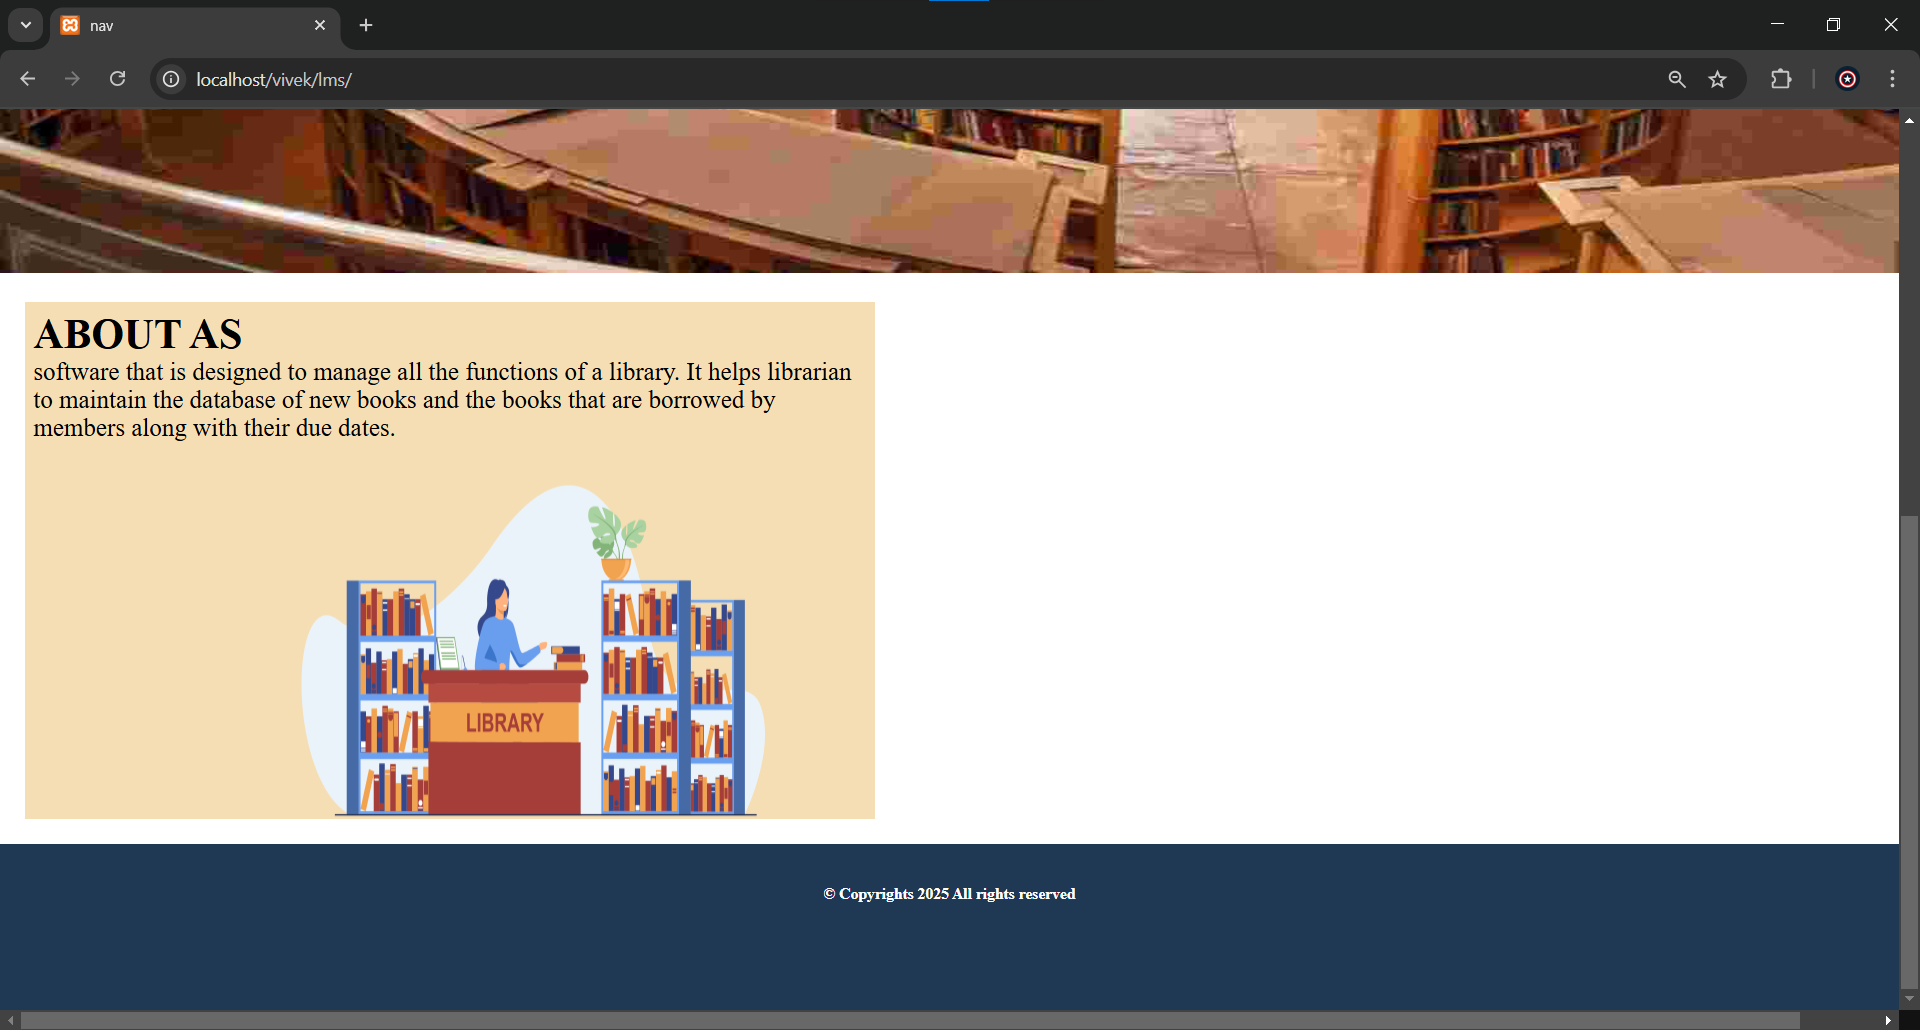 nav
localhost/vivek/lms/
ABOUT AS
software that is designed to manage all the functions of a library. It helps librarian
to maintain the database of new books and the books that are borrowed by
members along with their due dates.
LIBRARY
© Copyrights 2025 All rights reserved